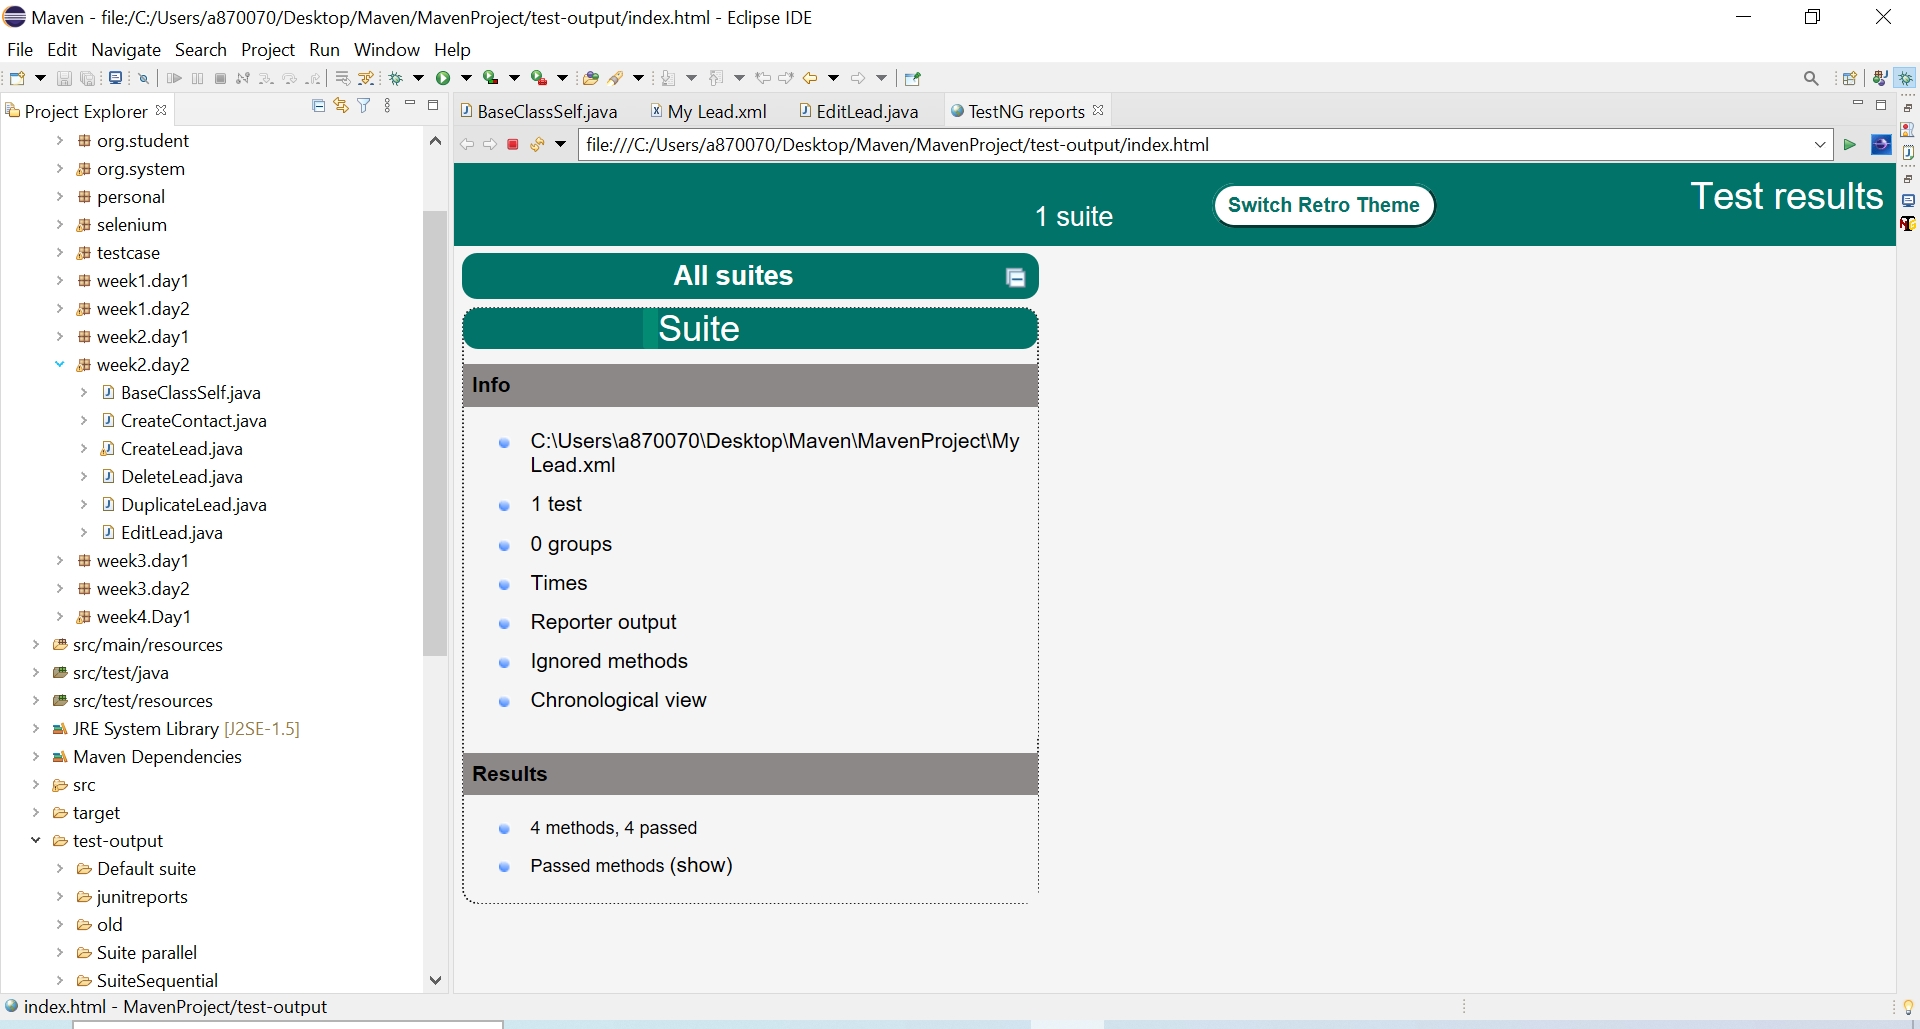 Maven - file:/C:/Users/a870070/Desktop/Maven/MavenProject/test-output/index.html - Eclipse IDE
File Edit Navigate Search Project Run Window Help
Project Explorer
org.student
org.system
personal
selenium
testcase
week1.day1
week1.day2
week2.day1
week2.day2
BaseClassSelf.java
CreateContact.java
CreateLead.java
DeleteLead.java
DuplicateLead.java
EditLead.java
week3.day1
week3.day2
week4.Day1
src/main/resources
src/test/java
src/test/resources
JRE System Library [J2SE-1.5]
Maven Dependencies
src
target
test-output
Default suite
junitreports
old
Suite parallel
SuiteSequential
BaseClassSelf.java My Lead.xml EditLead.java TestNG reports
file:///C:/Users/a870070/Desktop/Maven/MavenProject/test-output/index.html
Test results
1 suite
Switch Retro Theme
All suites
Suite
Info
C:\Users\a870070\Desktop\Maven\MavenProject\My
Lead.xml
1 test
0 groups
Times
Reporter output
Ignored methods
Chronological view
Results
4 methods, 4 passed
Passed methods (show)
index.html - MavenProject/test-output